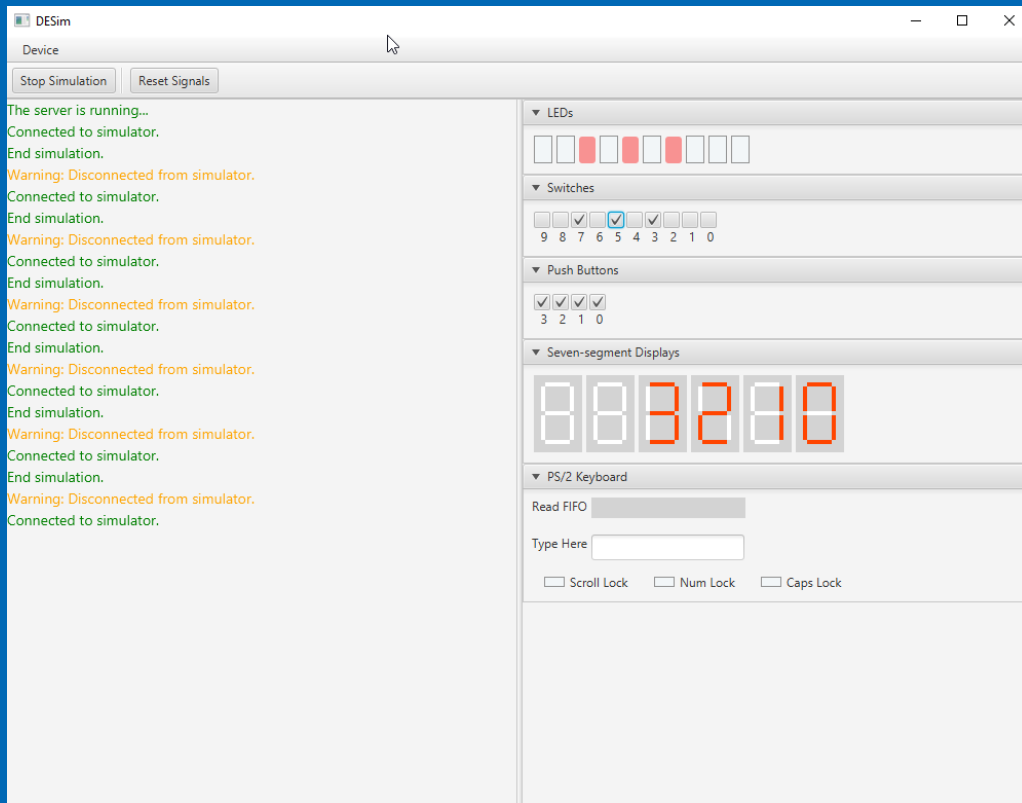 DESim
Device
Stop Simulation Reset Signals
The server is running...
Connected to simulator.
End simulation.
Warning: Disconnected from simulator.
Connected to simulator.
End simulation.
Warning: Disconnected from simulator.
Connected to simulator.
End simulation.
Warning: Disconnected from simulator.
Connected to simulator.
End simulation.
Warning: Disconnected from simulator.
Connected to simulator.
End simulation.
Warning: Disconnected from simulator.
Connected to simulator.
End simulation.
Warning: Disconnected from simulator.
Connected to simulator.
LEDs
Switches
9 8 7 6 5 4 3 2 1 0
Push Buttons
3 2 1 0
Seven-segment Displays
3 2 1 0
PS/2 Keyboard
Read FIFO
Type Here
Scroll Lock Num Lock Caps Lock